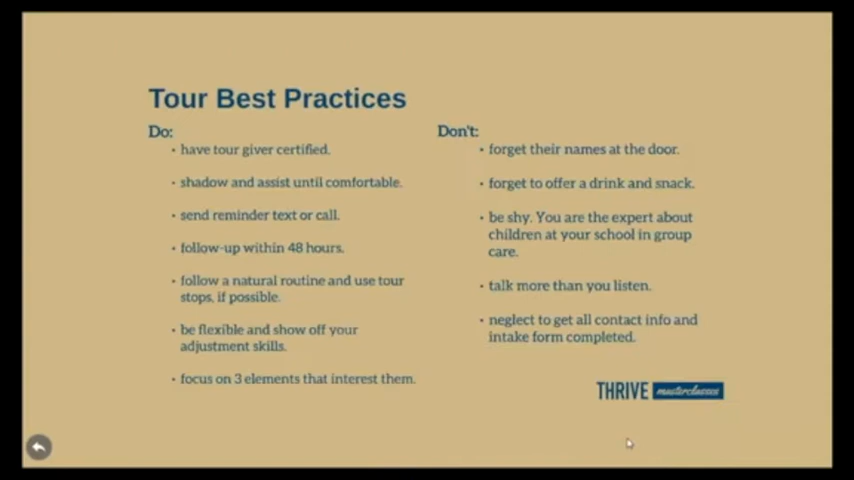 Tour Best Practices
Do:
• have tour giver certified.
• shadow and assist until comfortable.
• send reminder text or call.
• follow-up within 48 hours.
• follow a natural routine and use tour
stops, if possible.
• be flexible and show off your
adjustment skills.
• focus on 3 elements that interest them.
Don't:
• forget their names at the door.
• forget to offer a drink and snack.
• be shy. You are the expert about
children at your school in group
care.
• talk more than you listen.
• neglect to get all contact info and
intake form completed.
THRIVE masterclasses